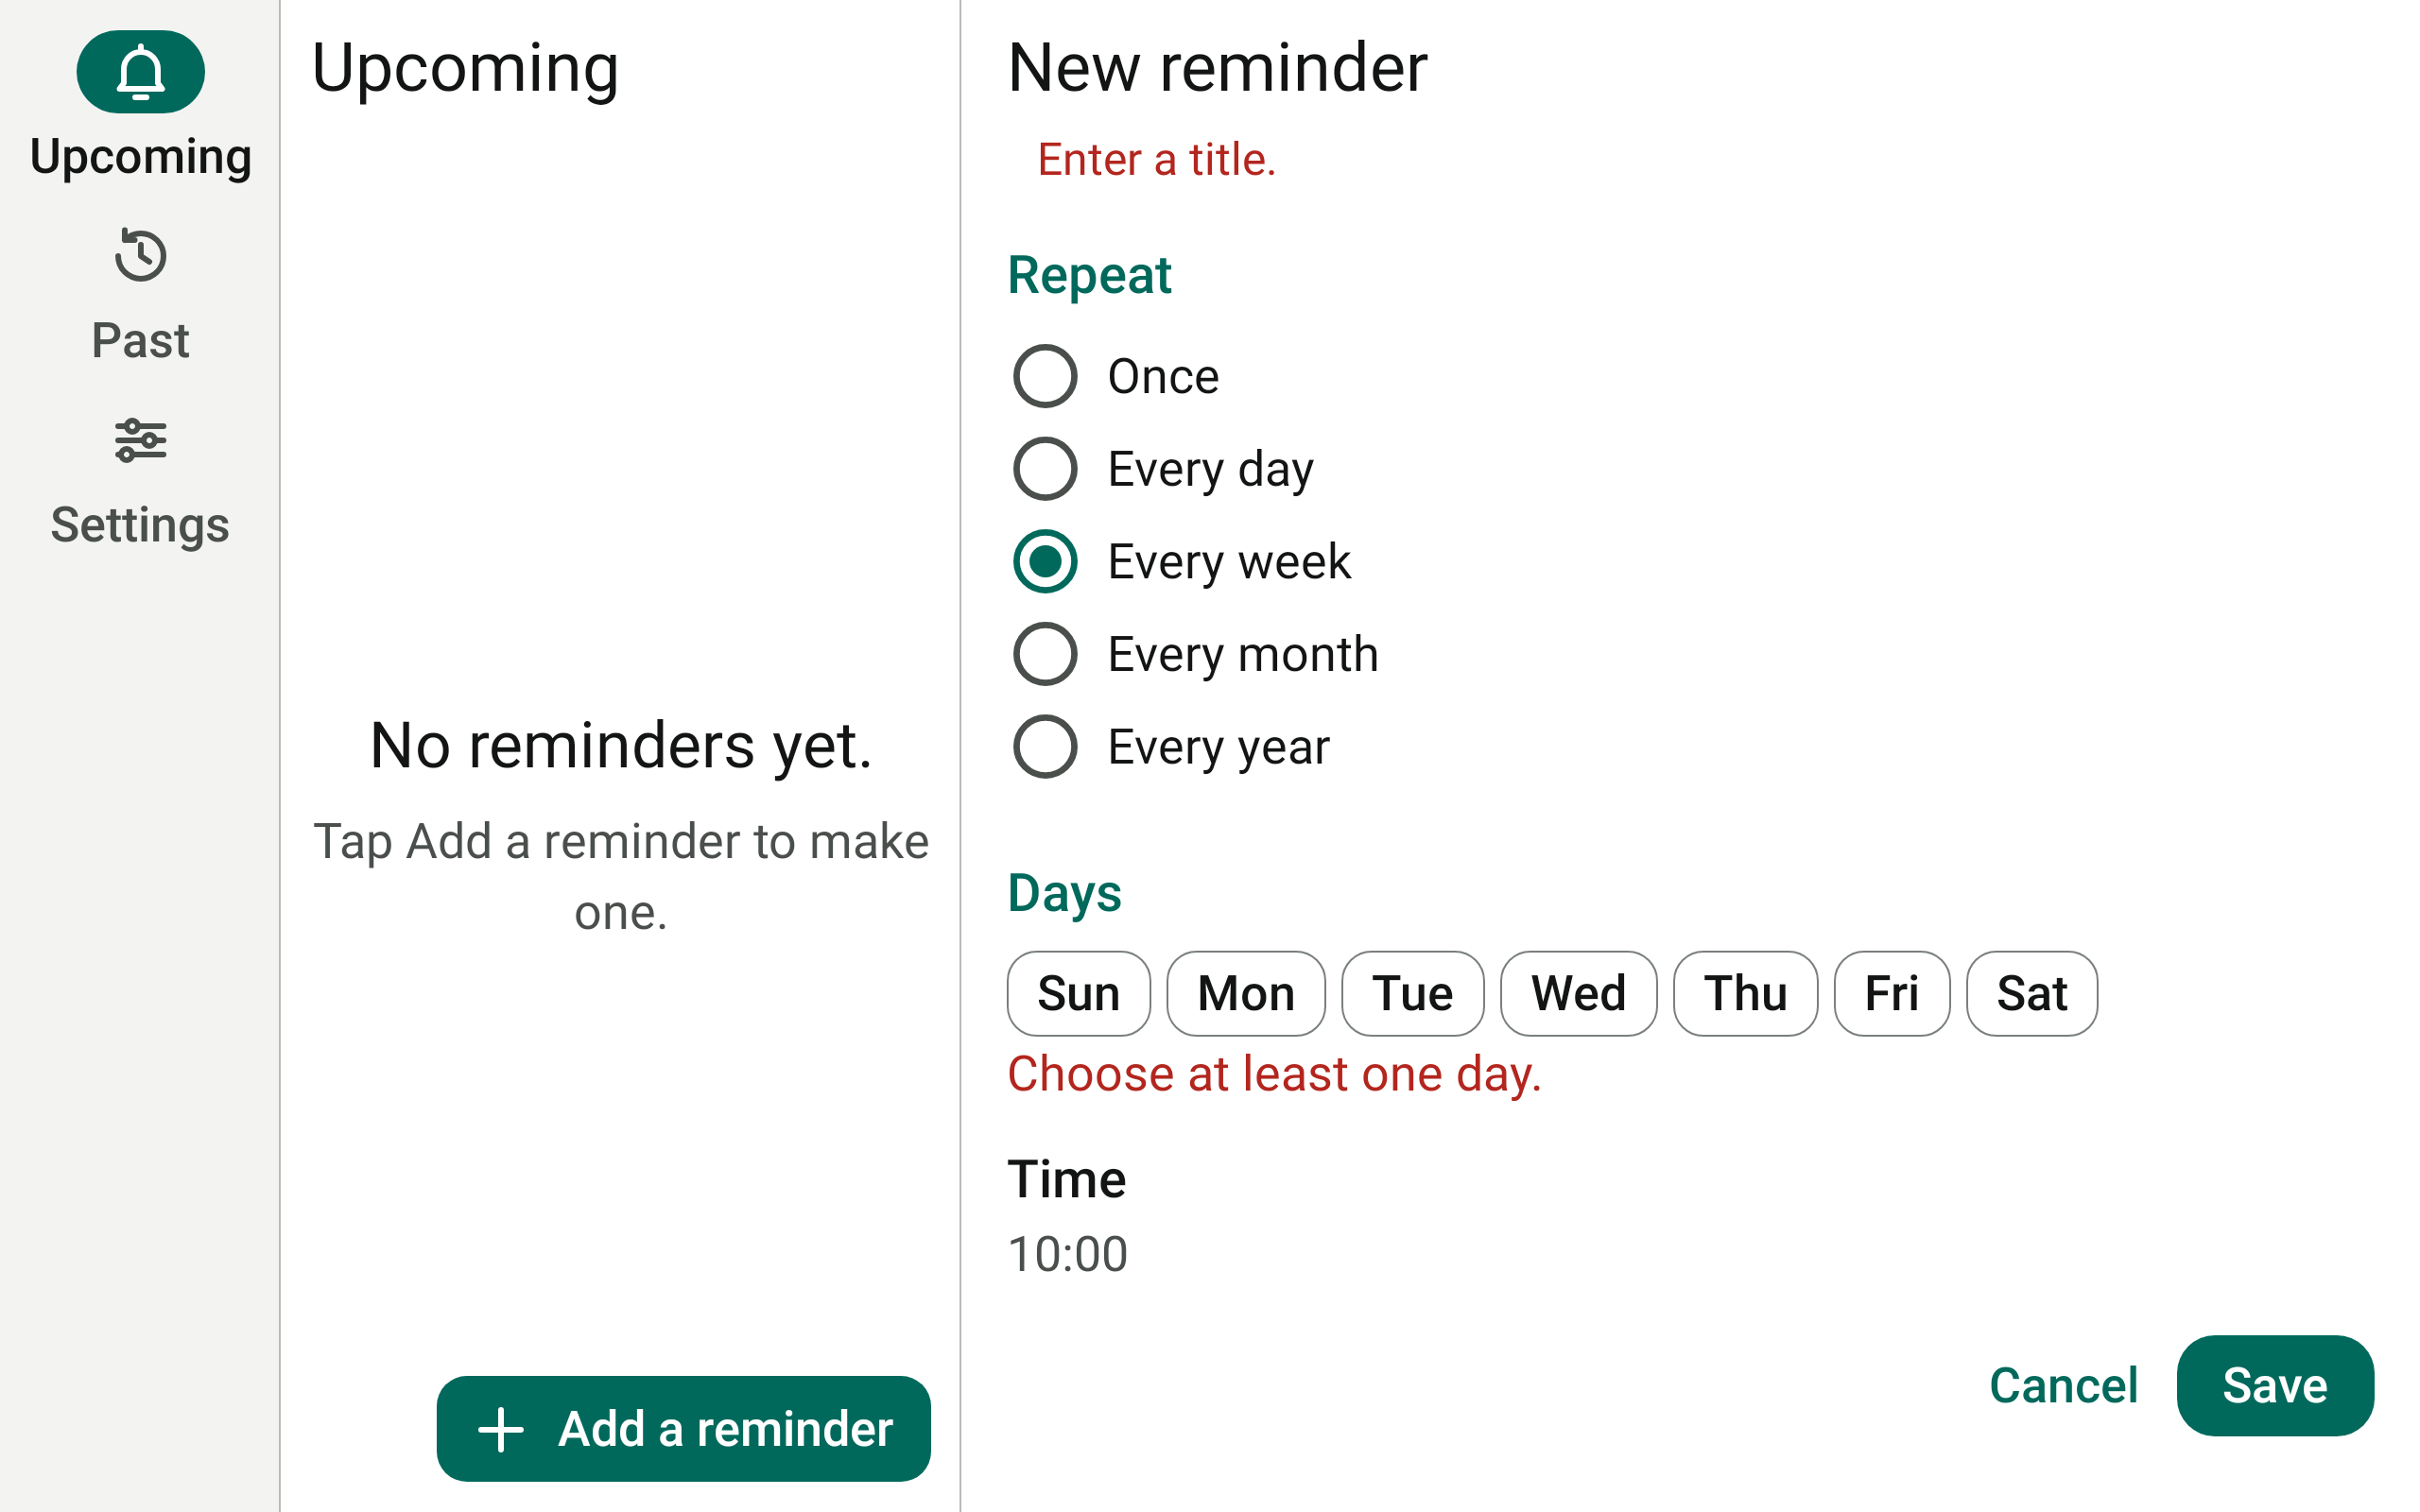 Upcoming
Past
Settings
Upcoming
No reminders yet.
Tap Add a reminder to make
one.
Add a reminder
New reminder
Enter a title.
Repeat
Once
Every day
Every week
Every month
Every year
Days
Sun Mon Tue Wed Thu Fri Sat
Choose at least one day.
Time
10:00
Cancel Save